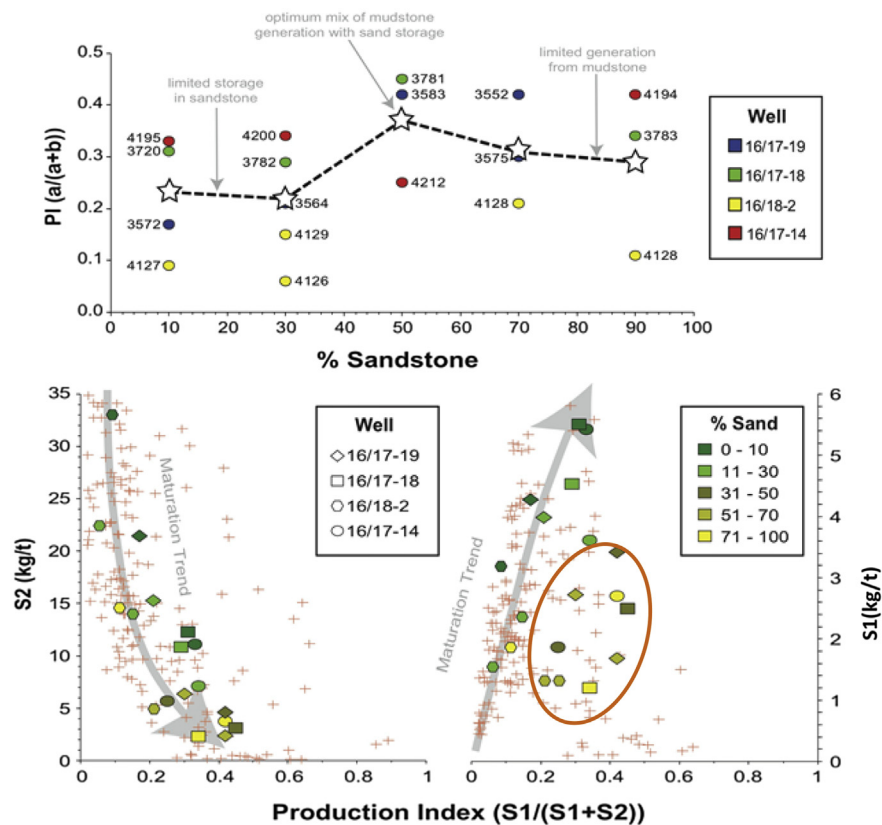 optimum mix of mudstone
generation with sand storage
limited storage
in sandstone
limited generation
from mudstone
PI (a/(a+b))
0.5
0.4
0.3
0.2
0.1
0.0
4195
3720
3572
4127
4200
3782
3564
4129
4126
3781
3583
4212
3552
3575
4128
4194
3783
4128
0 10 20 30 40 50 60 70 80 90 100
% Sandstone
Well
16/17-19
16/17-18
16/18-2
16/17-14
S2 (kg/t)
35
30
25
20
15
10
5
0
Maturation Trend
Well
16/17-19
16/17-18
16/18-2
16/17-14
0 0.2 0.4 0.6 0.8 1
Maturation Trend
% Sand
0 - 10
11 - 30
31 - 50
51 - 70
71 - 100
6
5
4
3
2
1
0
S1(kg/t)
0 0.2 0.4 0.6 0.8 1
Production Index (S1/(S1+S2))